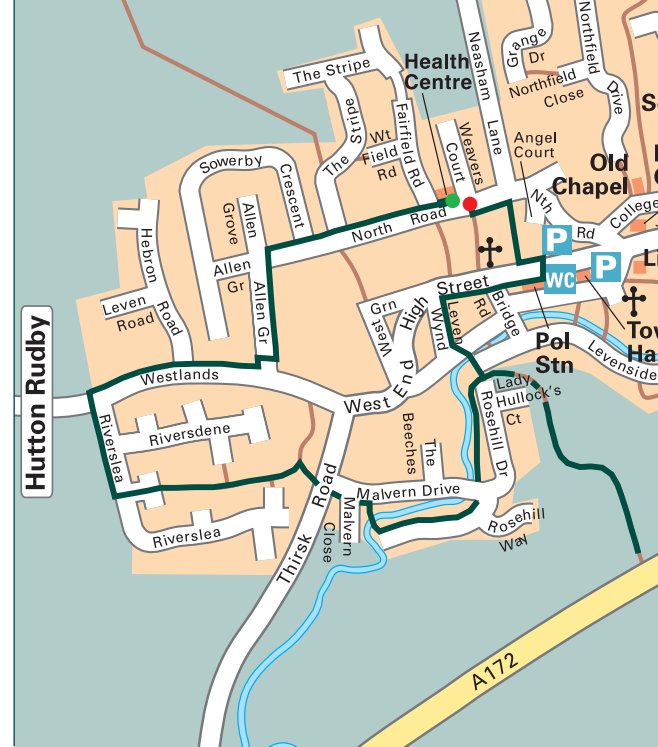 Health
Centre
Neasham
Lane
Grange
Dr
Northfield
Drive
Northfield
Close
The Stripe
The Stripe
Fairfield Rd
Wt
Field
Rd
Weavers
Court
Angel
Court
S
Old
Chapel
Nth
Rd
College
Sowerby
Crescent
Allen
Grove
Allen
Gr
Allen Gr
North Road
Hebron
Road
Leven
Road
P
P
WC
L
High Street
West Grn
Leven
Wynd
Bridge
Rd
Pol
Stn
Tov
Ha
Levenside
Hutton Rudby
Westlands
West End
Riverslea
Riversdene
Riverslea
Lady
Hullock's
Ct
Rosehill Dr
The
Beeches
Malvern Drive
Malvern
Close
Rosehill
Way
Thirsk Road
A172